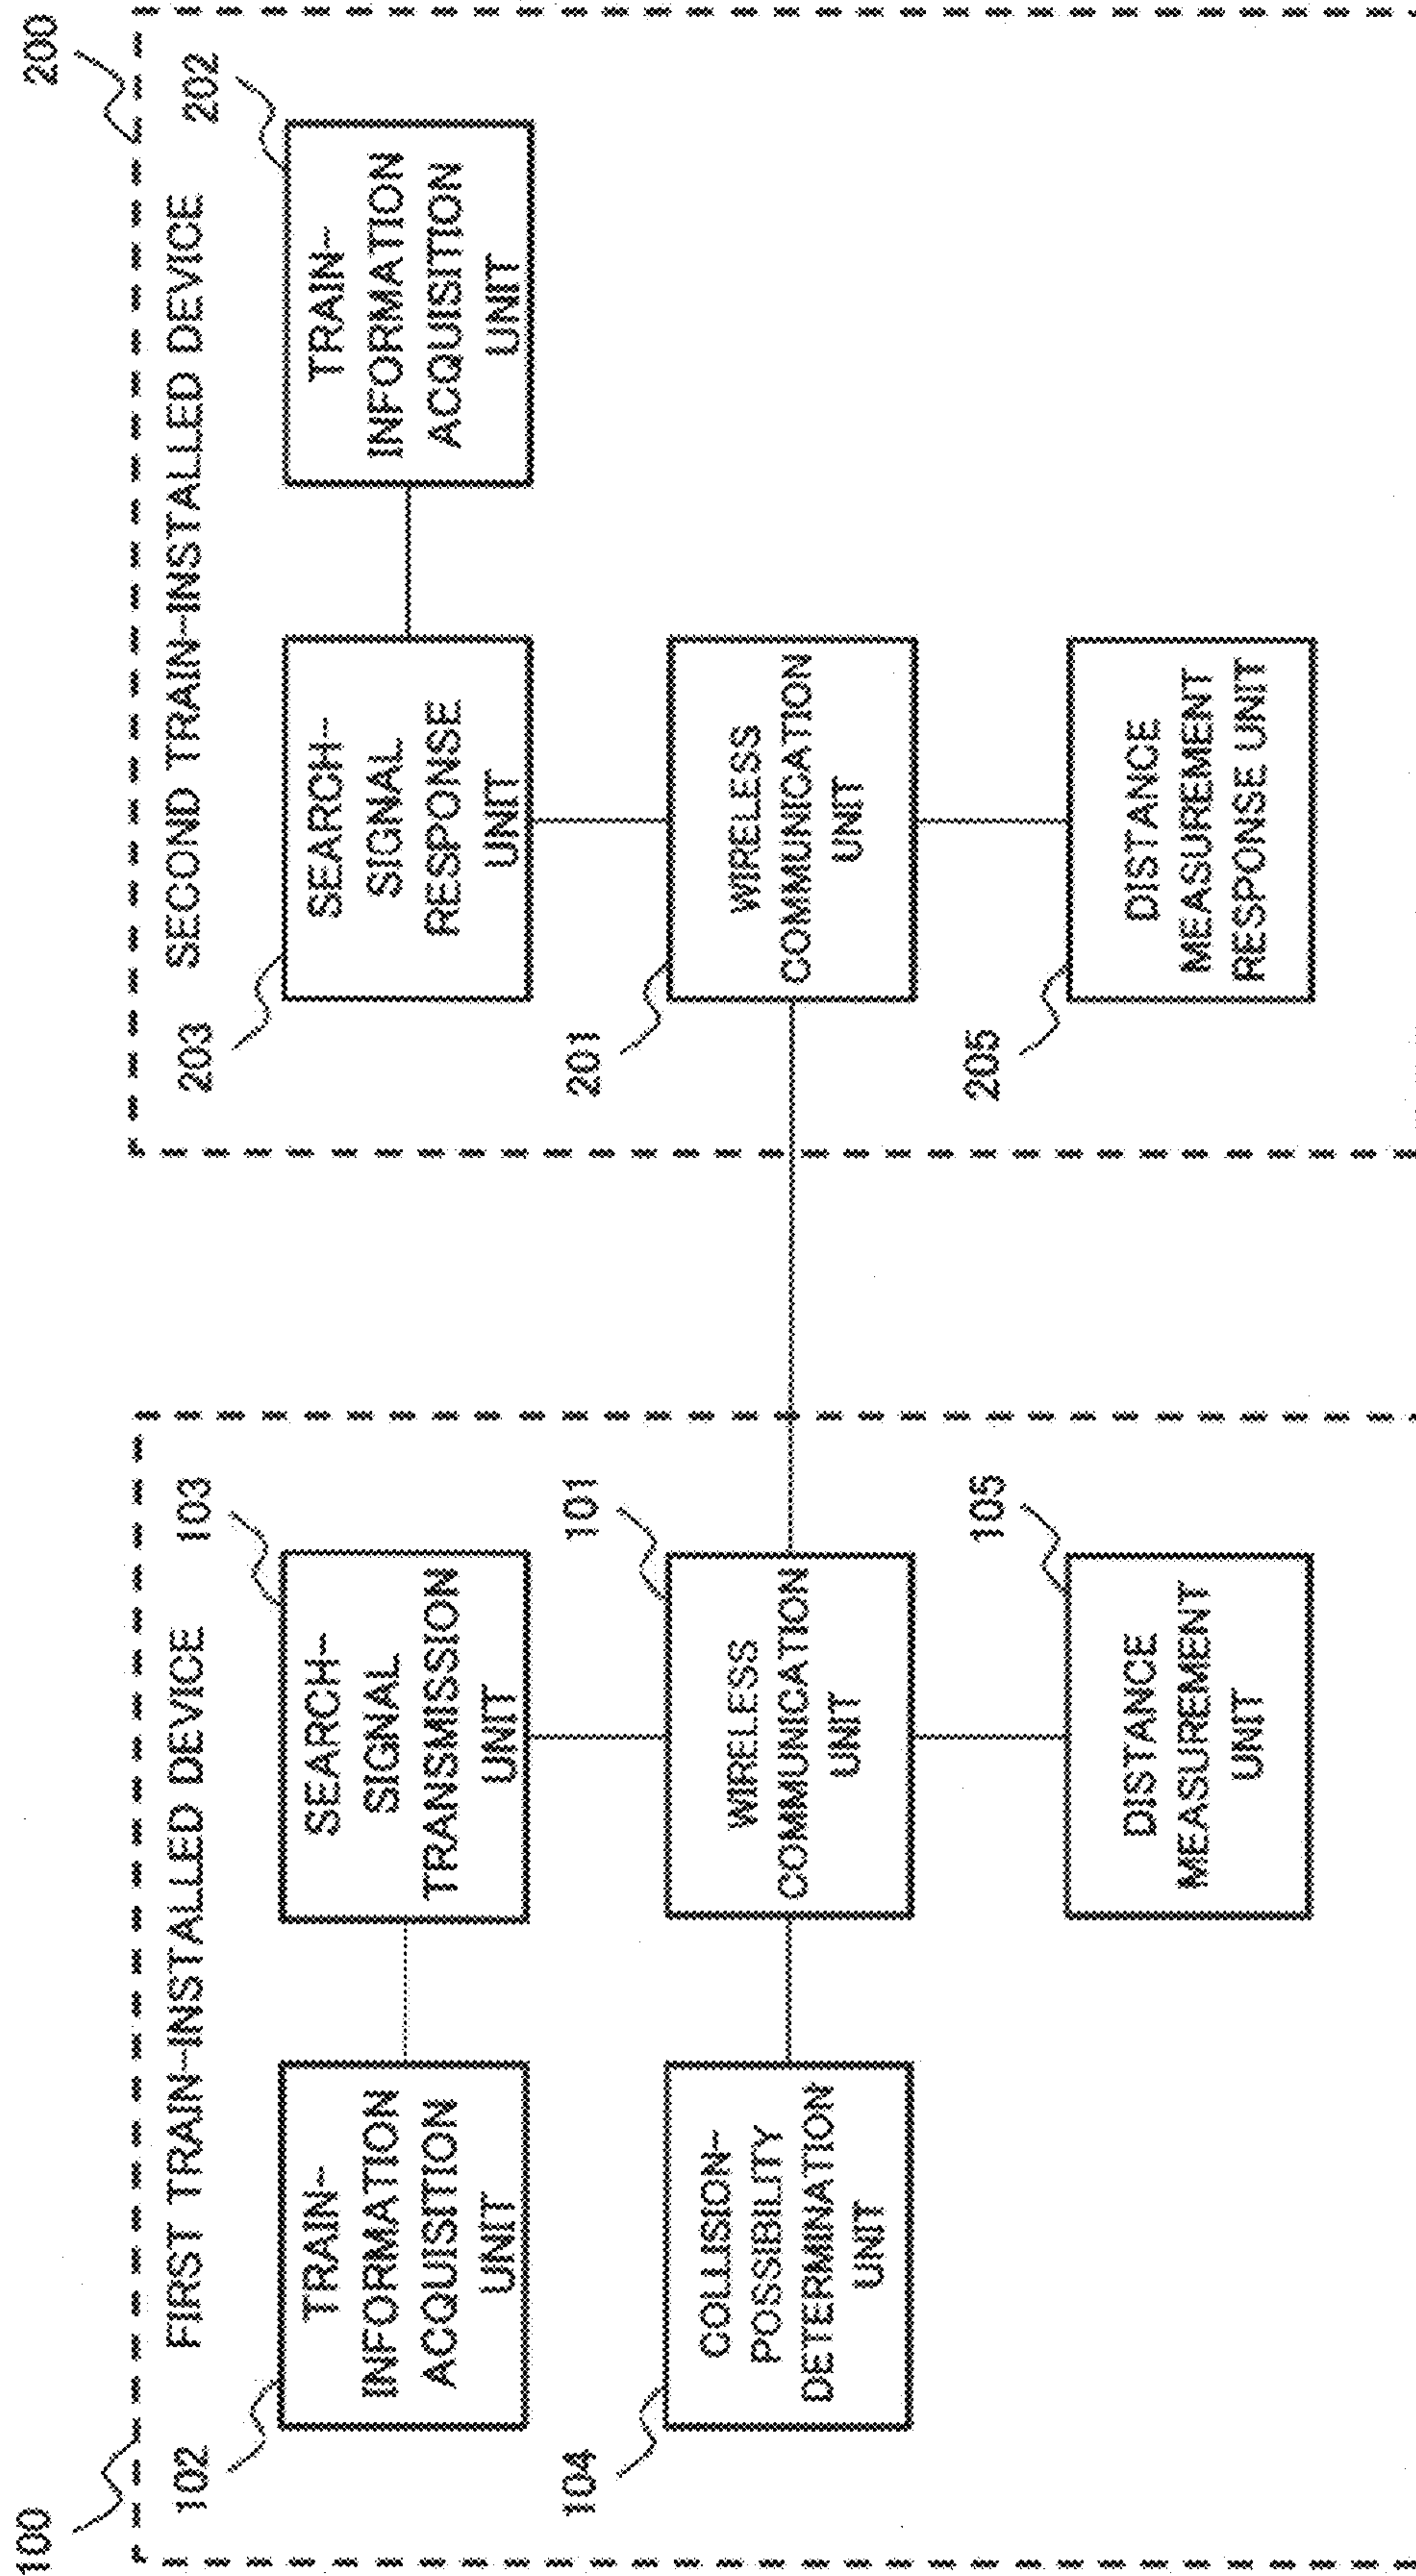 100
FIRST TRAIN-INSTALLED DEVICE
102
TRAIN-
INFORMATION
ACQUISITION
UNIT
103
SEARCH-
SIGNAL
TRANSMISSION
UNIT
104
COLLISION-
POSSIBILITY
DETERMINATION
UNIT
101
WIRELESS
COMMUNICATION
UNIT
105
DISTANCE
MEASUREMENT
UNIT
200
SECOND TRAIN-INSTALLED DEVICE
203
SEARCH-
SIGNAL
RESPONSE
UNIT
202
TRAIN-
INFORMATION
ACQUISITION
UNIT
201
WIRELESS
COMMUNICATION
UNIT
205
DISTANCE
MEASUREMENT
RESPONSE UNIT